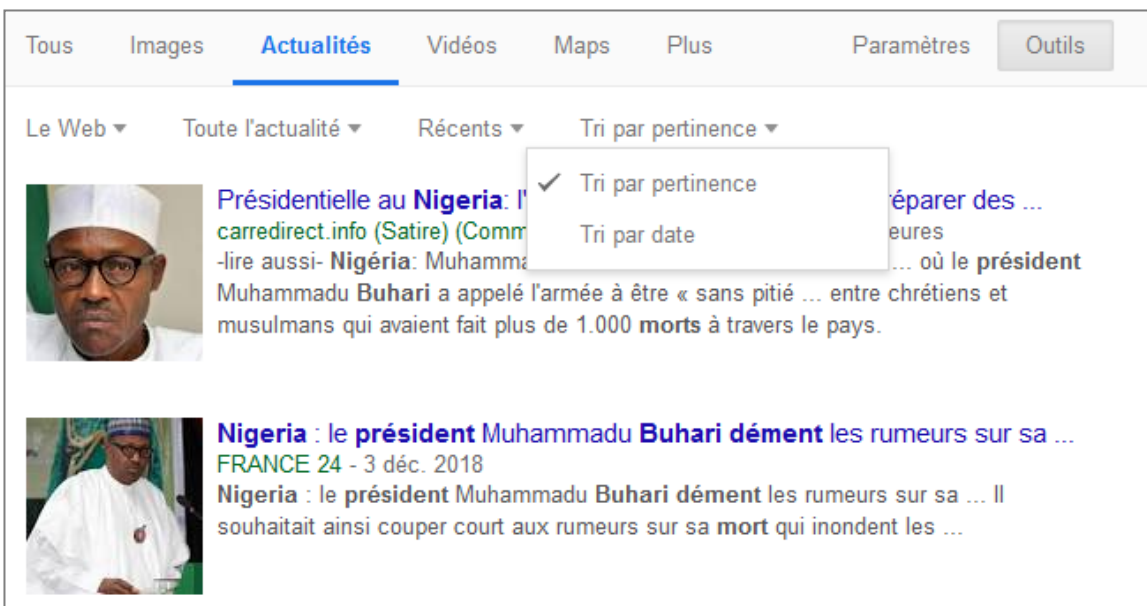 Tous Images Actualités Vidéos Maps Plus Paramètres Outils
Le Web Toute l'actualité Récents Tri par pertinence
Tri par pertinence
Tri par date
Présidentielle au Nigeria: l' réparer des ...
carredirect.info (Satire) (Comm eures
-lire aussi- Nigéria: Muhamma ... où le président
Muhammadu Buhari a appelé l'armée à être « sans pitié ... entre chrétiens et
musulmans qui avaient fait plus de 1.000 morts à travers le pays.
Nigeria : le président Muhammadu Buhari dément les rumeurs sur sa ...
FRANCE 24 - 3 déc. 2018
Nigeria : le président Muhammadu Buhari dément les rumeurs sur sa ... Il
souhaitait ainsi couper court aux rumeurs sur sa mort qui inondent les ...